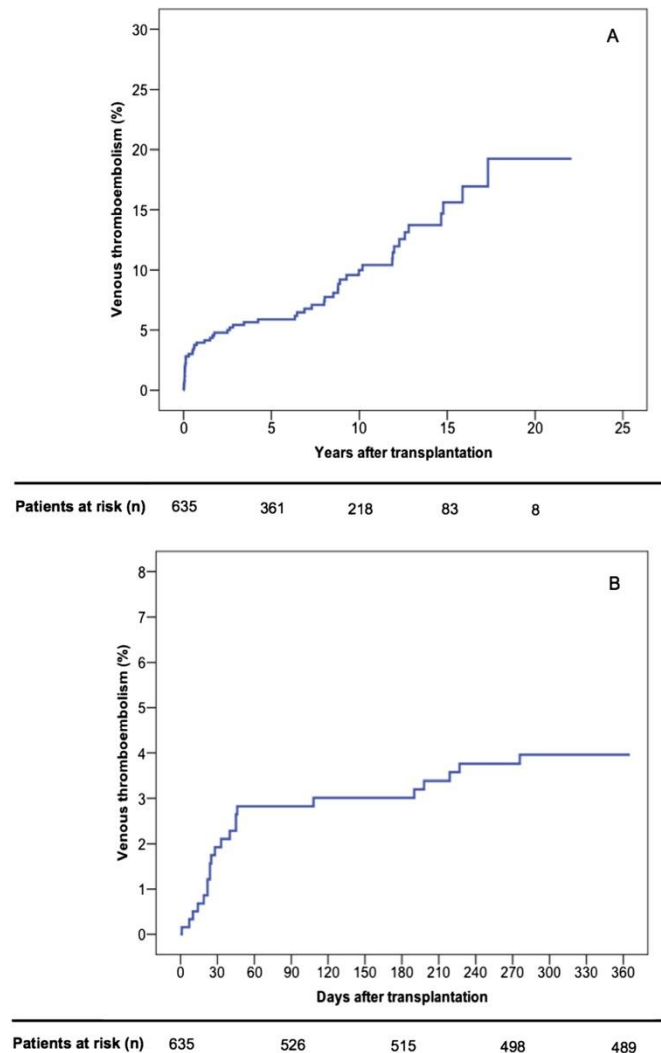 A
30
25
20
15
10
5
0
Venous thromboembolism (%)
0 5 10 15 20 25
Years after transplantation
Patients at risk (n) 635 361 218 83 8
B
8
7
6
5
4
3
2
1
0
Venous thromboembolism (%)
0 30 60 90 120 150 180 210 240 270 300 330 360
Days after transplantation
Patients at risk (n) 635 526 515 498 489